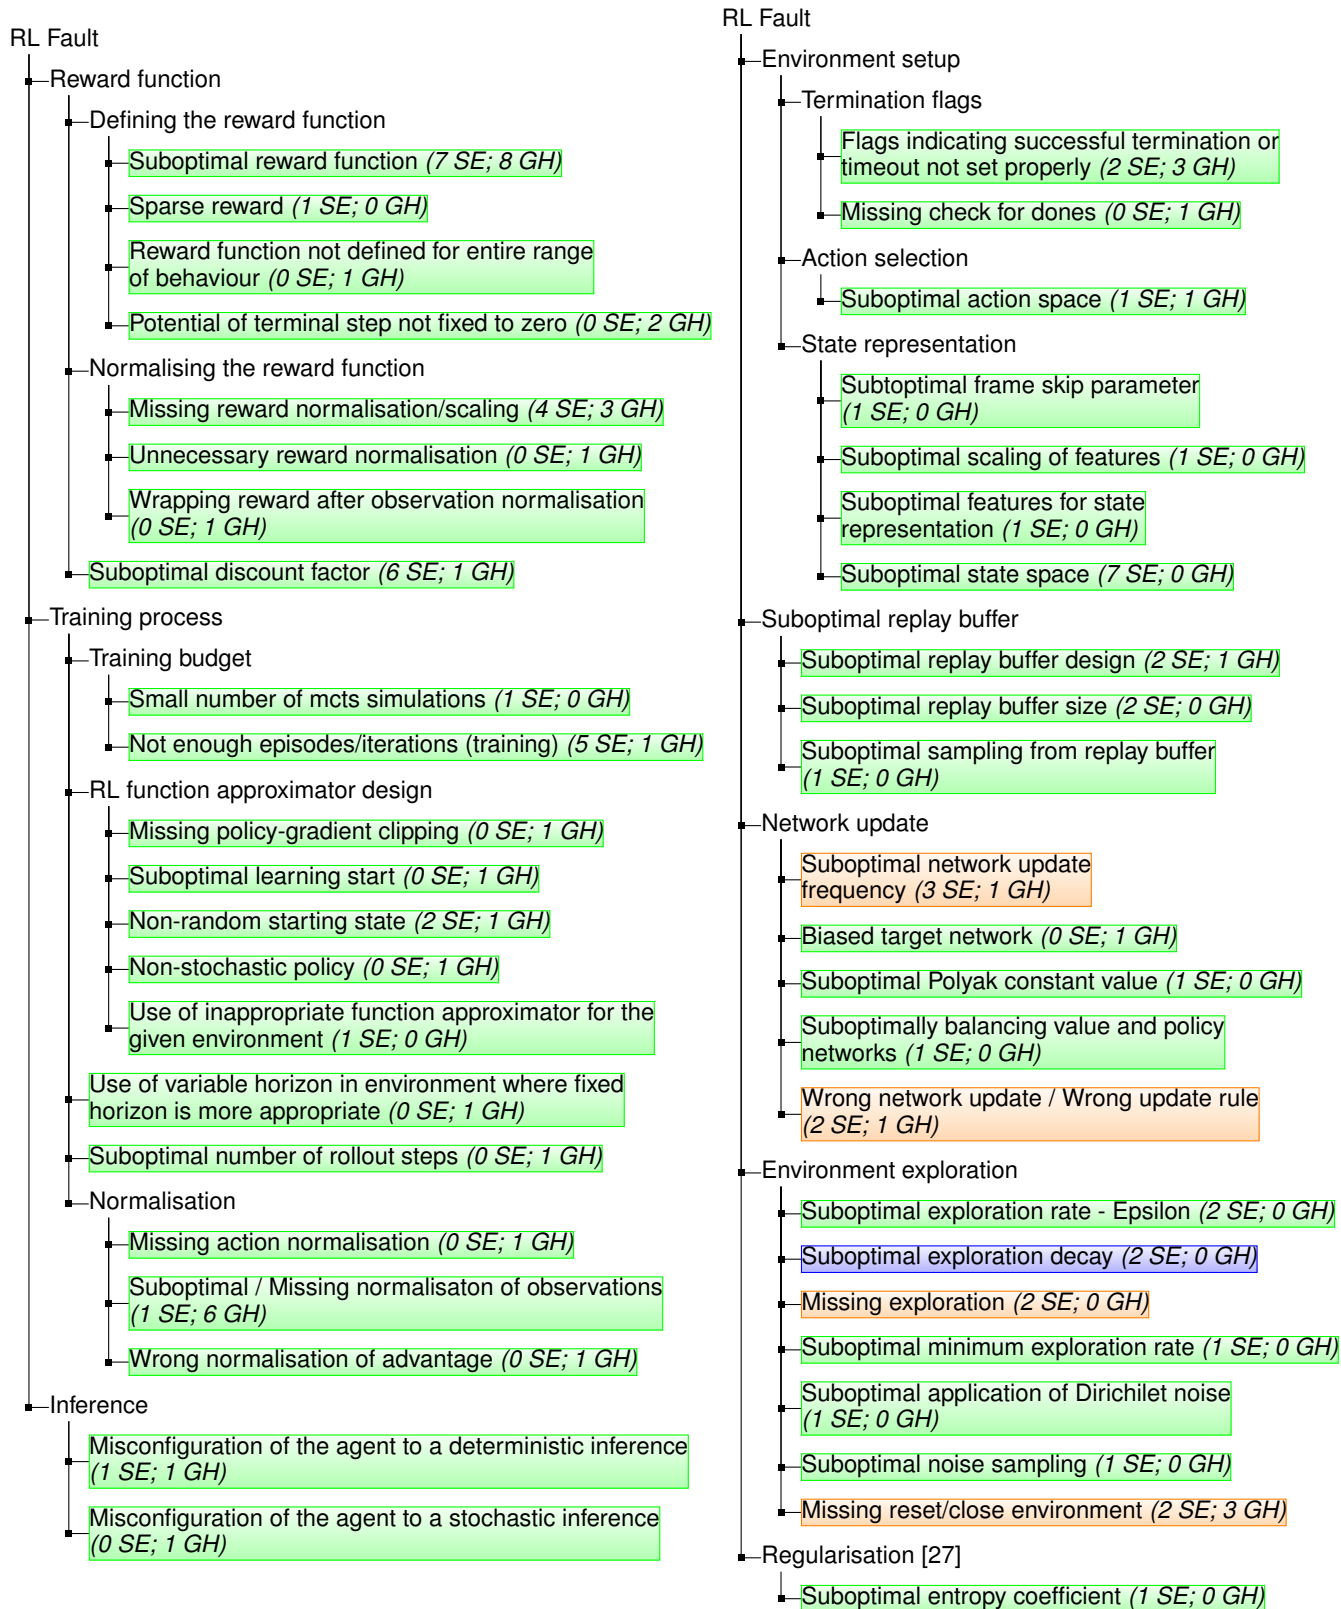 RL Fault
Reward function
Defining the reward function
Suboptimal reward function (7 SE; 8 GH)
Sparse reward (1 SE; 0 GH)
Reward function not defined for entire range
of behaviour (0 SE; 1 GH)
Potential of terminal step not fixed to zero (0 SE; 2 GH)
Normalising the reward function
Missing reward normalisation/scaling (4 SE; 3 GH)
Unnecessary reward normalisation (0 SE; 1 GH)
Wrapping reward after observation normalisation
(0 SE; 1 GH)
Suboptimal discount factor (6 SE; 1 GH)
Training process
Training budget
Small number of mcts simulations (1 SE; 0 GH)
Not enough episodes/iterations (training) (5 SE; 1 GH)
RL function approximator design
Missing policy-gradient clipping (0 SE; 1 GH)
Suboptimal learning start (0 SE; 1 GH)
Non-random starting state (2 SE; 1 GH)
Non-stochastic policy (0 SE; 1 GH)
Use of inappropriate function approximator for the
given environment (1 SE; 0 GH)
Use of variable horizon in environment where fixed
horizon is more appropriate (0 SE; 1 GH)
Suboptimal number of rollout steps (0 SE; 1 GH)
Normalisation
Missing action normalisation (0 SE; 1 GH)
Suboptimal / Missing normalisaton of observations
(1 SE; 6 GH)
Wrong normalisation of advantage (0 SE; 1 GH)
Inference
Misconfiguration of the agent to a deterministic inference
(1 SE; 1 GH)
Misconfiguration of the agent to a stochastic inference
(0 SE; 1 GH)
RL Fault
Environment setup
Termination flags
Flags indicating successful termination or
timeout not set properly (2 SE; 3 GH)
Missing check for dones (0 SE; 1 GH)
Action selection
Suboptimal action space (1 SE; 1 GH)
State representation
Subtoptimal frame skip parameter
(1 SE; 0 GH)
Suboptimal scaling of features (1 SE; 0 GH)
Suboptimal features for state
representation (1 SE; 0 GH)
Suboptimal state space (7 SE; 0 GH)
Suboptimal replay buffer
Suboptimal replay buffer design (2 SE; 1 GH)
Suboptimal replay buffer size (2 SE; 0 GH)
Suboptimal sampling from replay buffer
(1 SE; 0 GH)
Network update
Suboptimal network update
frequency (3 SE; 1 GH)
Biased target network (0 SE; 1 GH)
Suboptimal Polyak constant value (1 SE; 0 GH)
Suboptimally balancing value and policy
networks (1 SE; 0 GH)
Wrong network update / Wrong update rule
(2 SE; 1 GH)
Environment exploration
Suboptimal exploration rate - Epsilon (2 SE; 0 GH)
Suboptimal exploration decay (2 SE; 0 GH)
Missing exploration (2 SE; 0 GH)
Suboptimal minimum exploration rate (1 SE; 0 GH)
Suboptimal application of Dirichilet noise
(1 SE; 0 GH)
Suboptimal noise sampling (1 SE; 0 GH)
Missing reset/close environment (2 SE; 3 GH)
Regularisation [27]
Suboptimal entropy coefficient (1 SE; 0 GH)